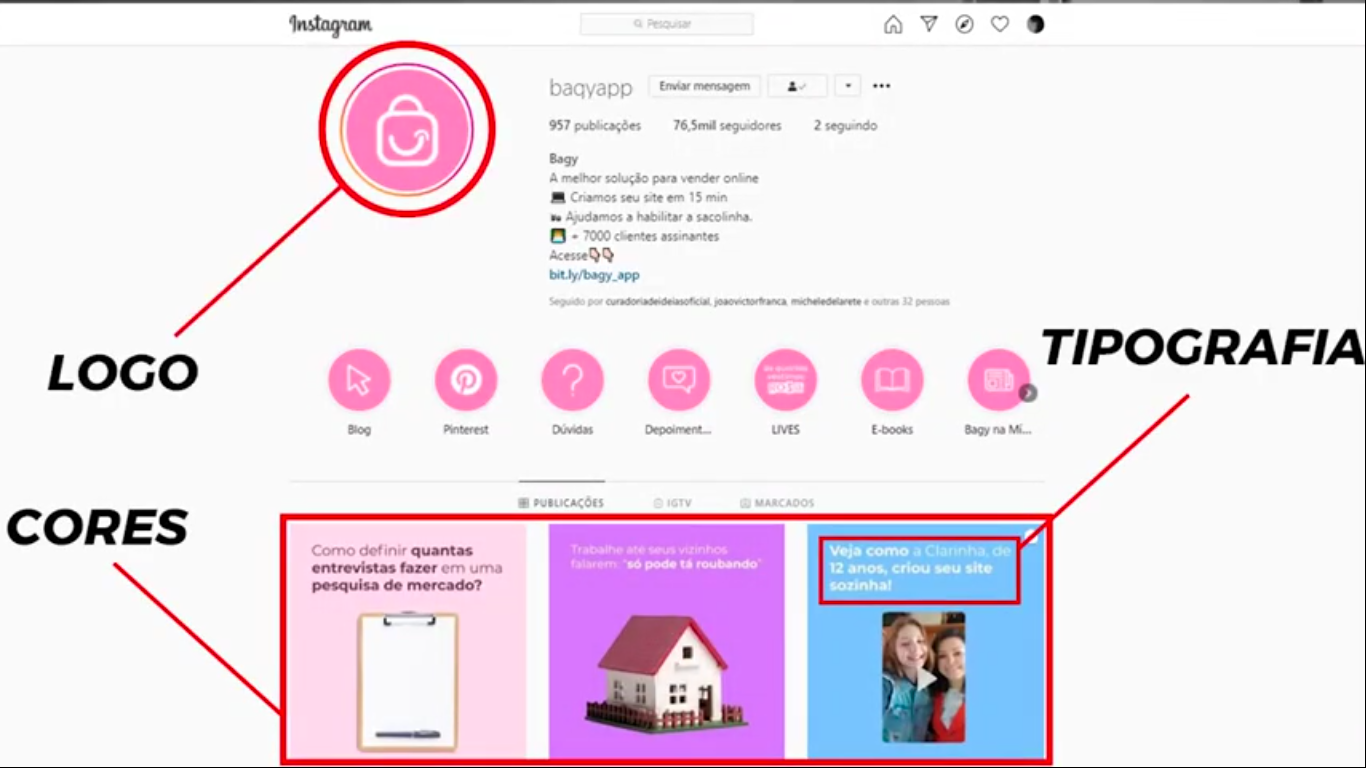 Instagram
Pesquisar
baqyapp Enviar mensagem
957 publicações 76,5mil seguidores 2 seguindo
Bagy
A melhor solução para vender online
Criamos seu site em 15 min
Ajudamos a habilitar a sacolinha.
+ 7000 clientes assinantes
Acesse
bit.ly/bagy_app
Seguido por curadoriadeideiasoficial, joaovictorfranca, micheledelarete e outras 32 pessoas
LOGO
TIPOGRAFIA
Blog Pinterest Dúvidas Depoiment... LIVES E-books Bagy na Mí...
CORES
PUBLICAÇÕES IGTV MARCADOS
Como definir quantas
entrevistas fazer em uma
pesquisa de mercado?
Trabalhe até seus vizinhos
falarem: "só pode tá roubando"
Veja como a Clarinha, de
12 anos, criou seu site
sozinha!